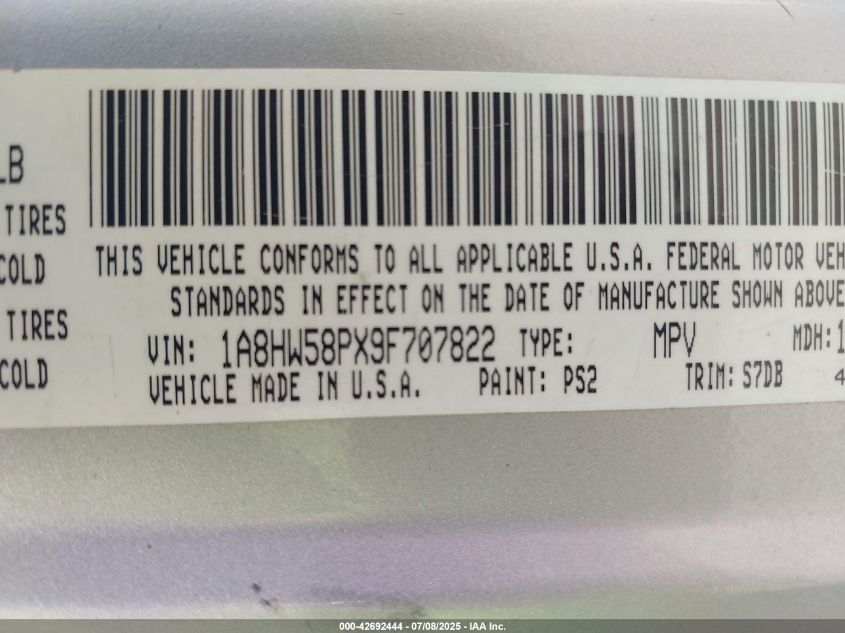 LB
TIRES
COLD
TIRES
COLD
THIS VEHICLE CONFORMS TO ALL APPLICABLE U.S.A. FEDERAL MOTOR VEH
STANDARDS IN EFFECT ON THE DATE OF MANUFACTURE SHOWN ABOVE
VIN: 1A8HW58PX9F707822 TYPE: MPV MDH: 1
VEHICLE MADE IN U.S.A. PAINT: PS2 TRIM: S7DB 4
000-42692444 - 07/08/2025 - IAA Inc.